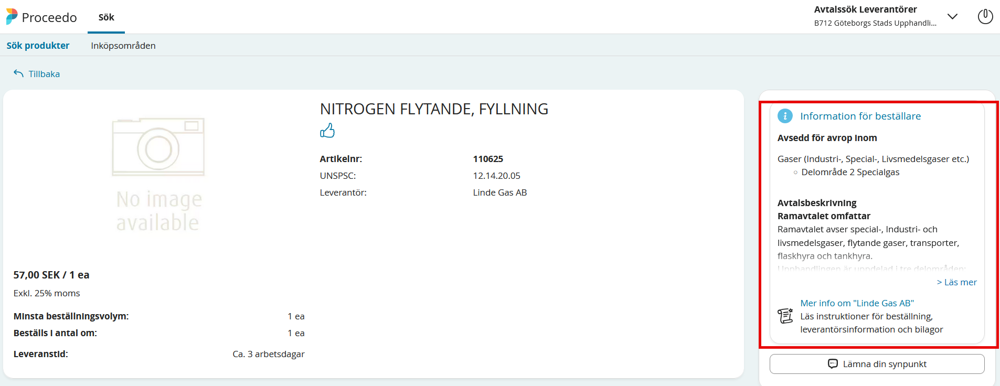 Proceedo
Sök
Avtalssök Leverantörer
B712 Göteborgs Stads Upphandli...
Sök produkter
Inköpsområden
Tillbaka
No image
available
NITROGEN FLYTANDE, FYLLNING
Artikelnr: 110625
UNSPSC: 12.14.20.05
Leverantör: Linde Gas AB
57,00 SEK / 1 ea
Exkl. 25% moms
Minsta beställningsvolym: 1 ea
Beställs i antal om: 1 ea
Leveranstid: Ca. 3 arbetsdagar
Information för beställare
Avsedd för avrop inom
Gaser (Industri-, Special-, Livsmedelsgaser etc.)
Delområde 2 Specialgas
Avtalsbeskrivning
Ramavtalet omfattar
Ramavtalet avser special-, Industri- och
livsmedelsgaser, flytande gaser, transporter,
flaskhyra och tankhyra.
Upphandlingen är uppdelad i tre delområden:
> Läs mer
Mer info om "Linde Gas AB"
Läs instruktioner för beställning,
leverantörsinformation och bilagor
Lämna din synpunkt